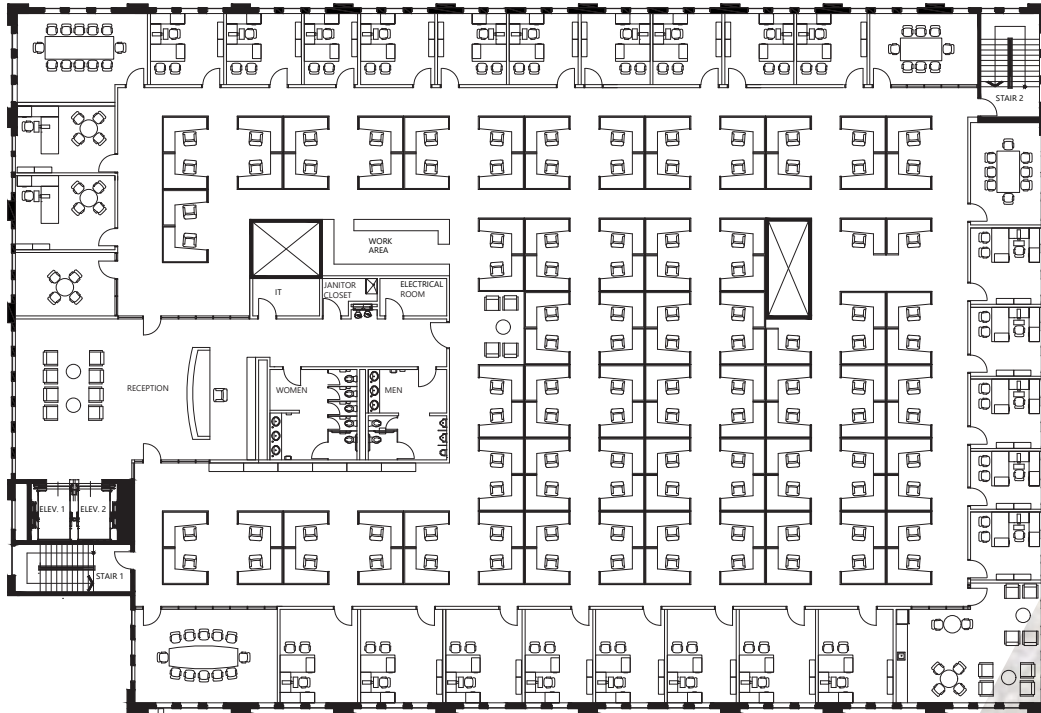 STAIR 2
WORK
AREA
IT
JANITOR
CLOSET
ELECTRICAL
ROOM
RECEPTION
WOMEN
MEN
ELEV. 1
ELEV. 2
STAIR 1